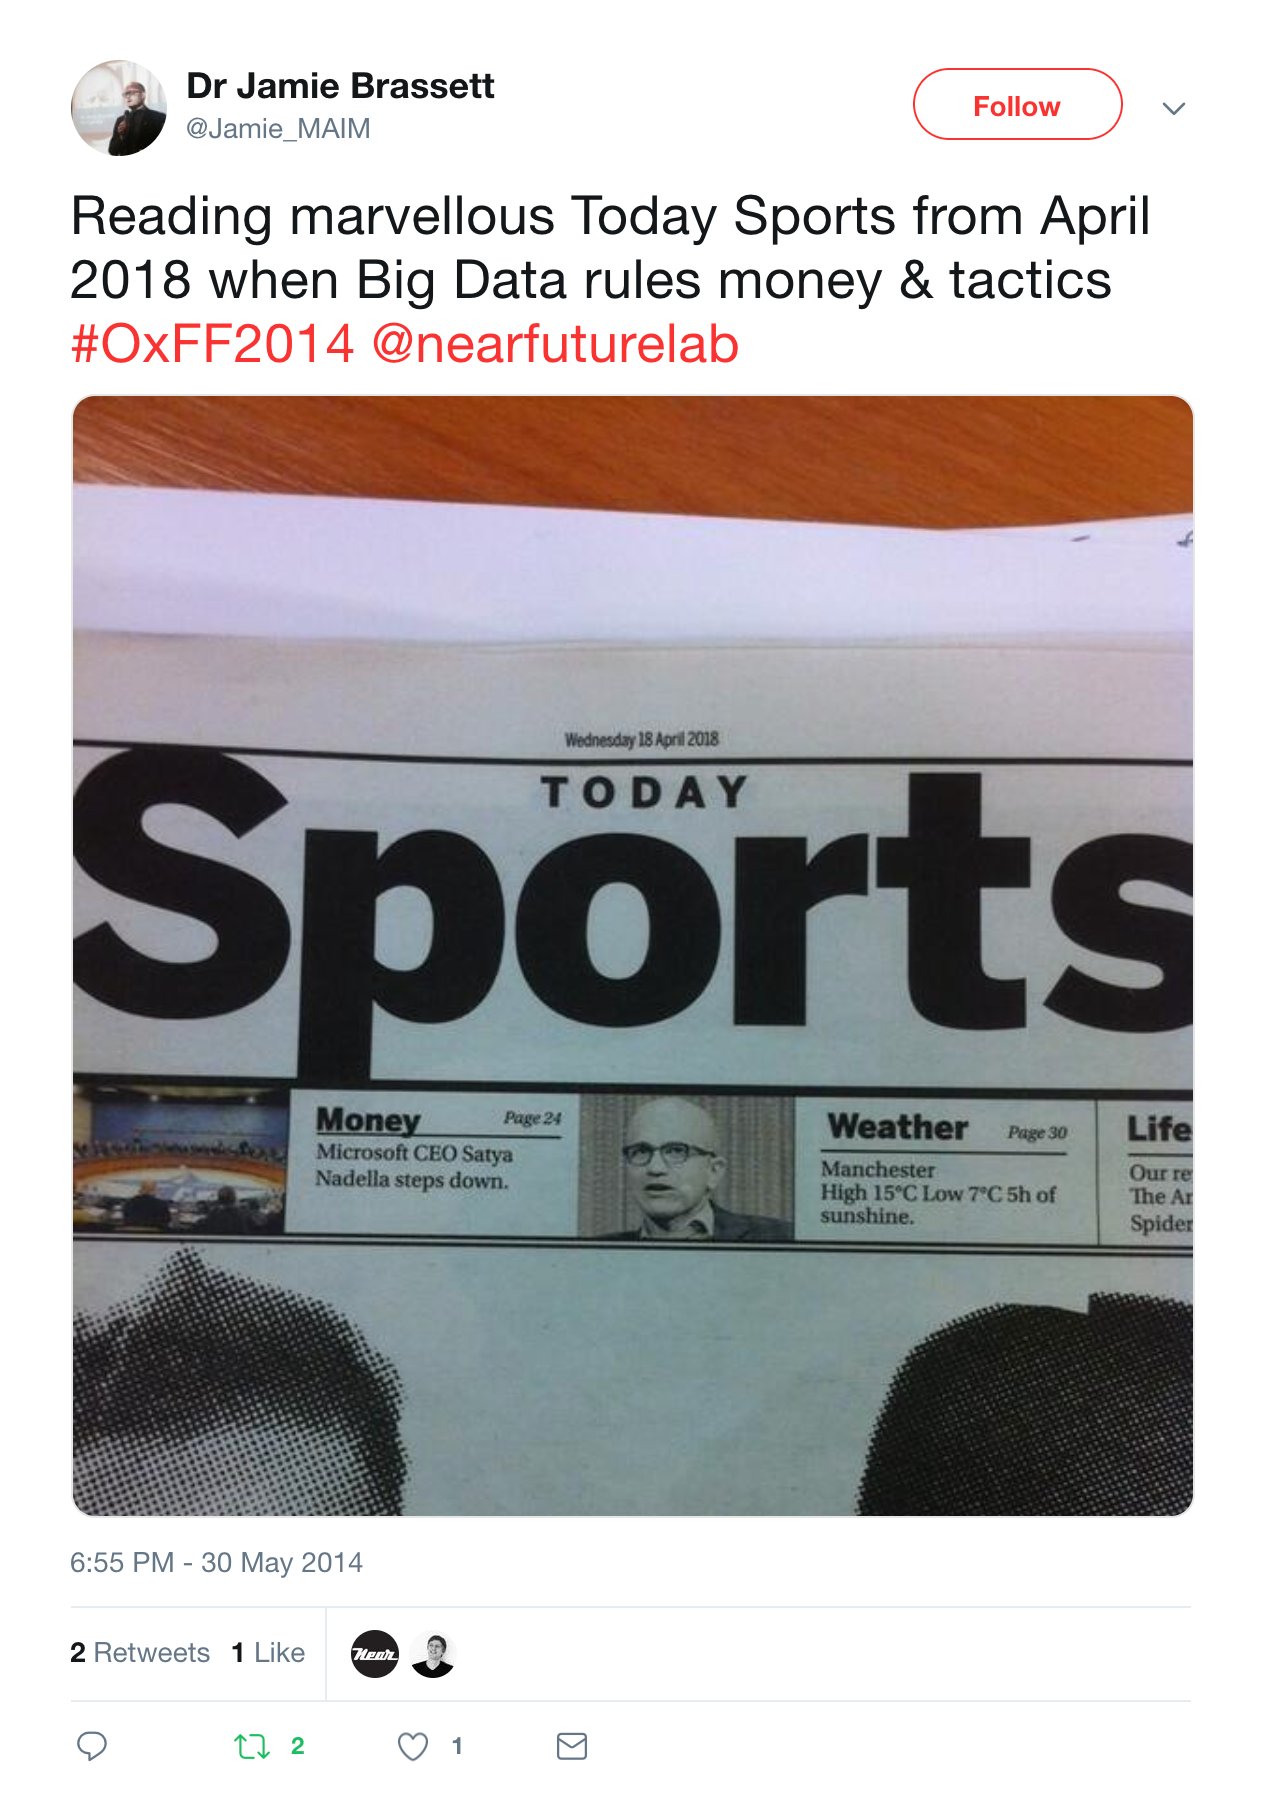 Dr Jamie Brassett
@Jamie_MAIM
Follow
Reading marvellous Today Sports from April
2018 when Big Data rules money & tactics
#OxFF2014 @nearfuturelab
Wednesday 18 April 2018
TODAY
Sports
Money Page 24
Microsoft CEO Satya
Nadella steps down.
Weather Page 30
Manchester
High 15°C Low 7°C 5h of
sunshine.
Life
Our re
The Ar
Spider
6:55 PM - 30 May 2014
2 Retweets 1 Like
Near
2 1